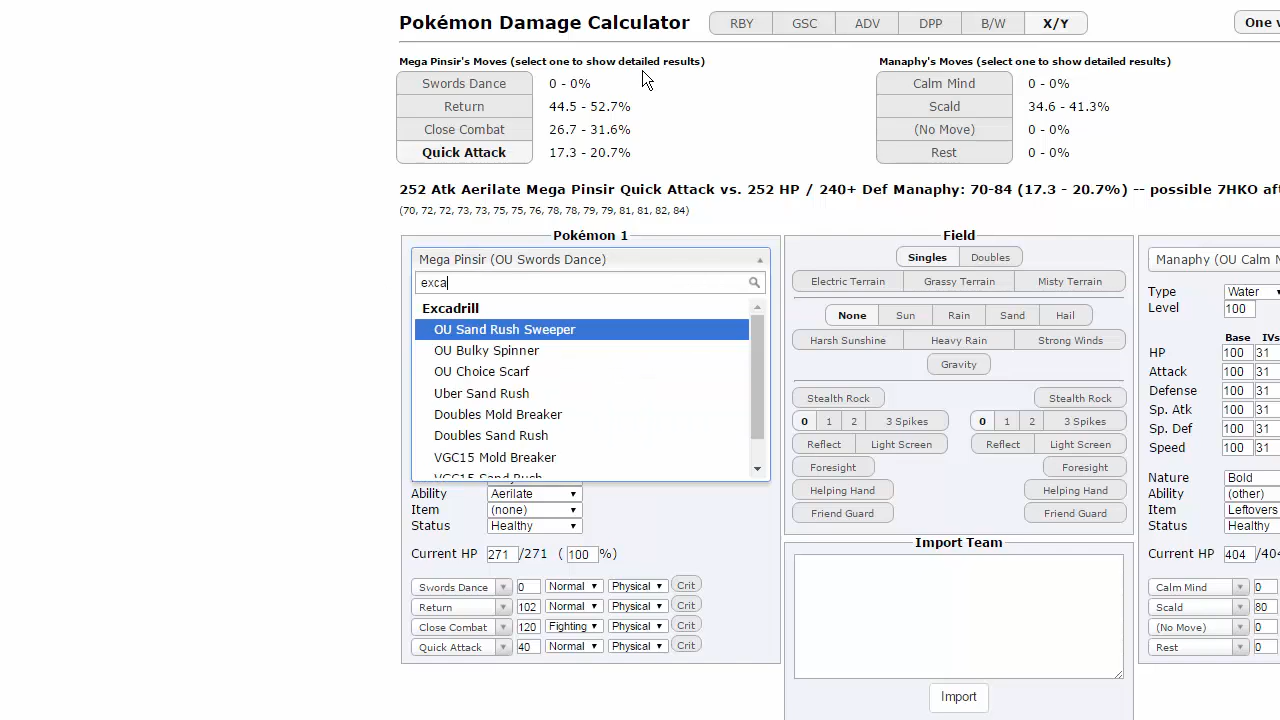 Pokémon Damage Calculator RBY GSC ADV DPP B/W X/Y One v
Mega Pinsir's Moves (select one to show detailed results)
Swords Dance 0 - 0%
Return 44.5 - 52.7%
Close Combat 26.7 - 31.6%
Quick Attack 17.3 - 20.7%
Manaphy's Moves (select one to show detailed results)
Calm Mind 0 - 0%
Scald 34.6 - 41.3%
(No Move) 0 - 0%
Rest 0 - 0%
252 Atk Aerilate Mega Pinsir Quick Attack vs. 252 HP / 240+ Def Manaphy: 70-84 (17.3 - 20.7%) -- possible 7HKO aft
(70, 72, 72, 73, 73, 75, 75, 76, 78, 78, 79, 79, 81, 81, 82, 84)
Pokémon 1
Mega Pinsir (OU Swords Dance)
exca
Excadrill
OU Sand Rush Sweeper
OU Bulky Spinner
OU Choice Scarf
Uber Sand Rush
Doubles Mold Breaker
Doubles Sand Rush
VGC15 Mold Breaker
VGC15 Sand Rush
Ability Aerilate
Item (none)
Status Healthy
Current HP 271 /271 ( 100 %)
Swords Dance 0 Normal Physical Crit
Return 102 Normal Physical Crit
Close Combat 120 Fighting Physical Crit
Quick Attack 40 Normal Physical Crit
Field
Singles Doubles
Electric Terrain Grassy Terrain Misty Terrain
None Sun Rain Sand Hail
Harsh Sunshine Heavy Rain Strong Winds
Gravity
Stealth Rock Stealth Rock
0 1 2 3 Spikes 0 1 2 3 Spikes
Reflect Light Screen Reflect Light Screen
Foresight Foresight
Helping Hand Helping Hand
Friend Guard Friend Guard
Import Team
Import
Manaphy (OU Calm M
Type Water
Level 100
Base IVs
HP 100 31
Attack 100 31
Defense 100 31
Sp. Atk 100 31
Sp. Def 100 31
Speed 100 31
Nature Bold
Ability (other)
Item Leftovers
Status Healthy
Current HP 404 /404
Calm Mind 0
Scald 80
(No Move) 0
Rest 0